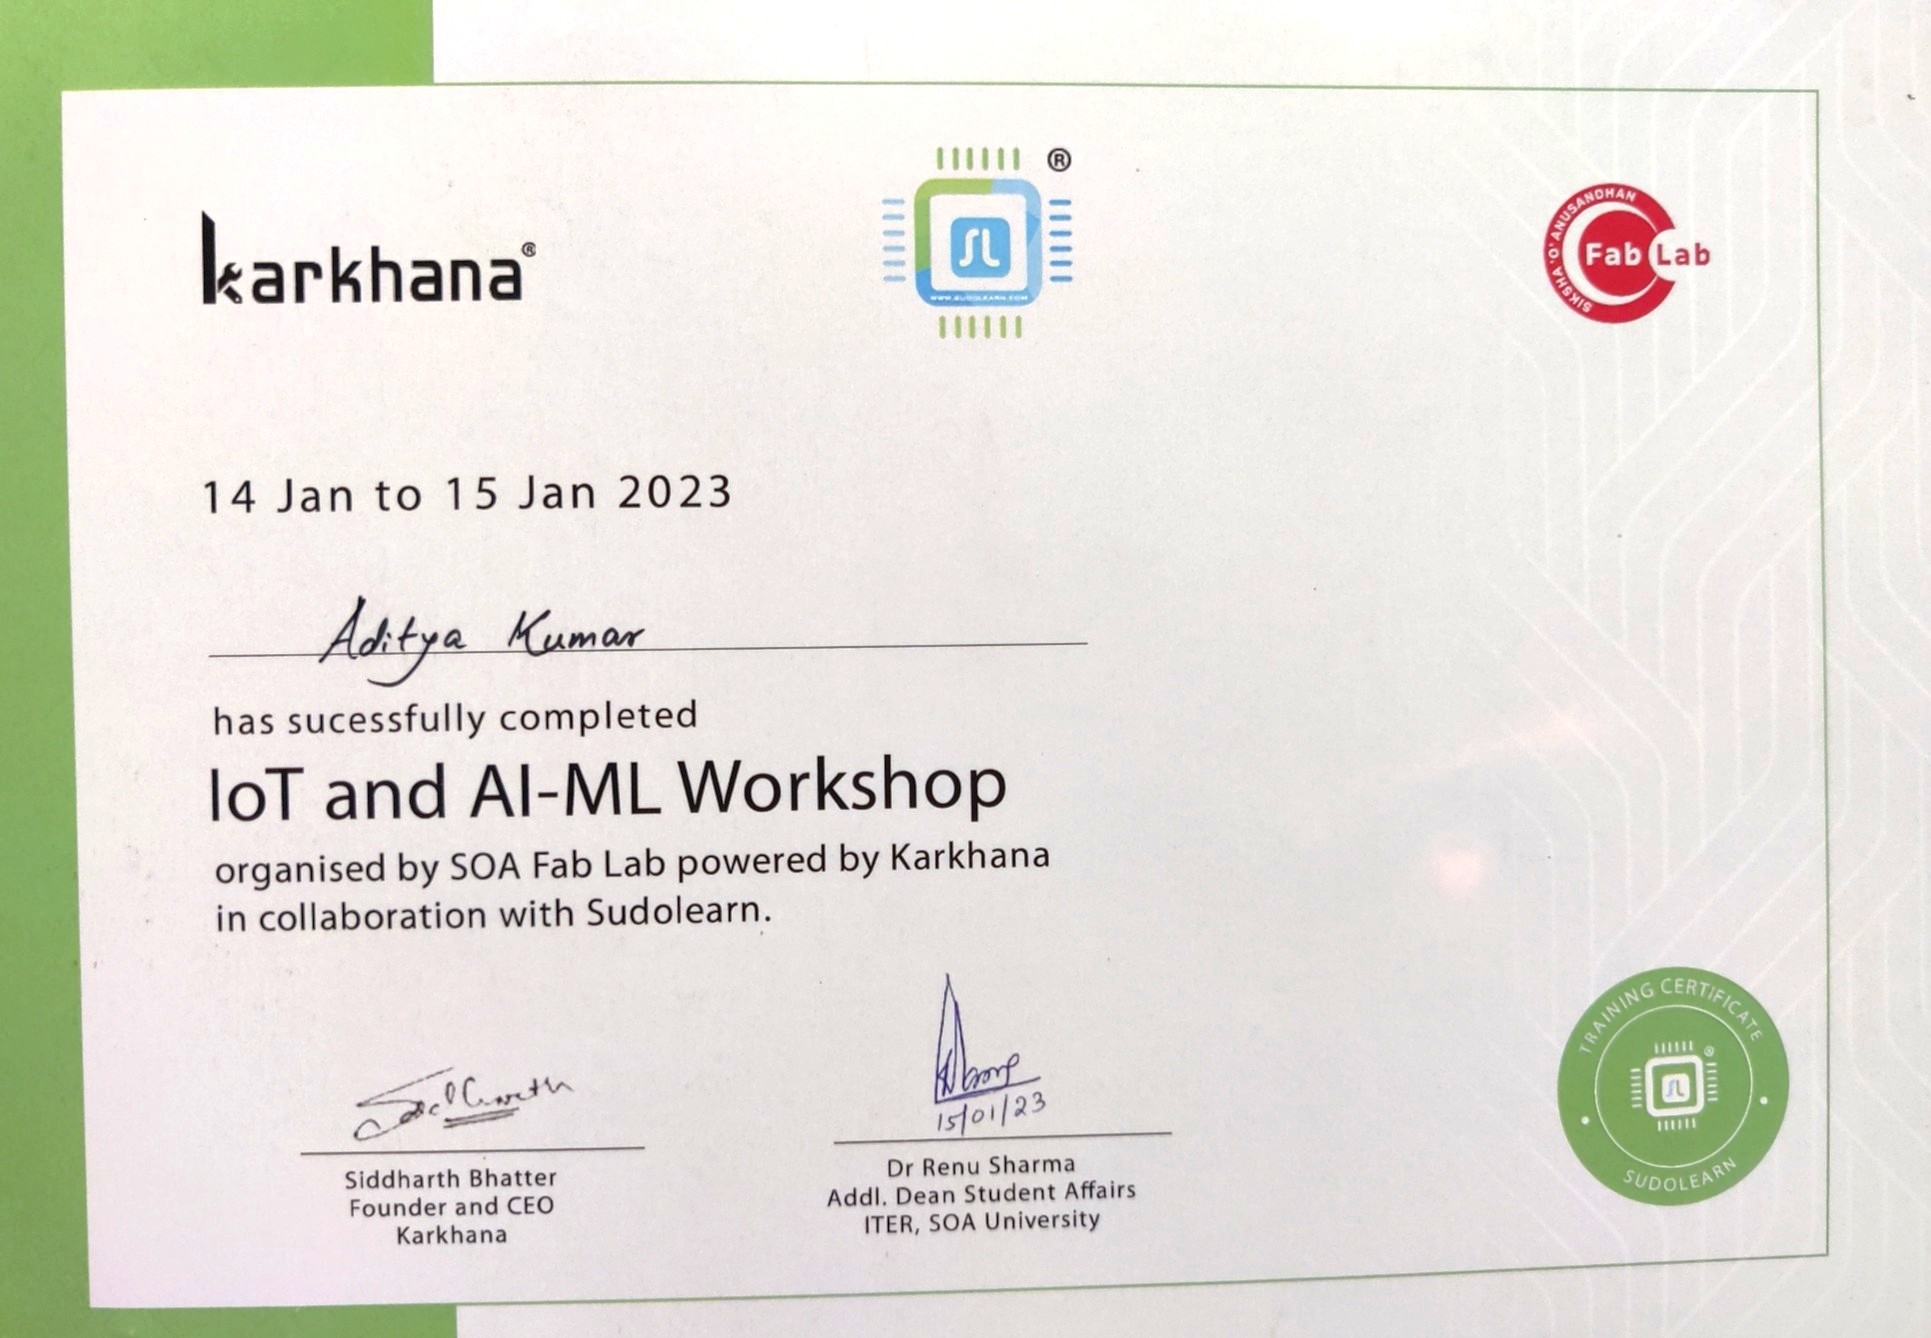 karkhana®
®
SL
WWW.SUDOLEARN.COM
SIKSHA 'O' ANUSANDHAN
Fab Lab
14 Jan to 15 Jan 2023
Aditya Kumar
has sucessfully completed
IoT and AI-ML Workshop
organised by SOA Fab Lab powered by Karkhana
in collaboration with Sudolearn.
15/01/23
Siddharth Bhatter
Founder and CEO
Karkhana
Dr Renu Sharma
Addl. Dean Student Affairs
ITER, SOA University
TRAINING CERTIFICATE
®
SL
SUDOLEARN